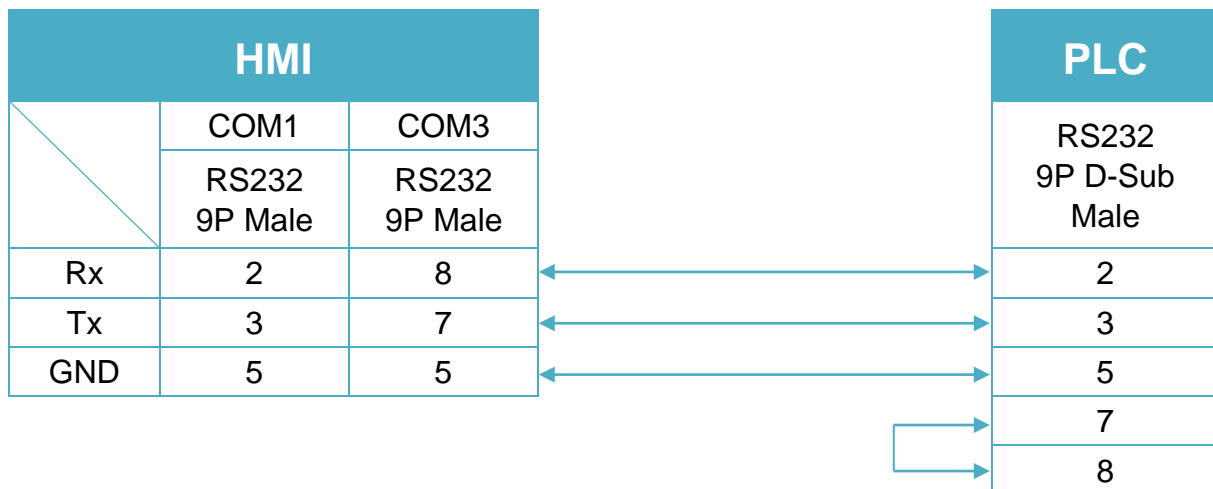 HMI PLC
COM1 COM3
RS232
9P D-Sub
Male
RS232
9P Male
RS232
9P Male
Rx 2 8 2
Tx 3 7 3
GND 5 5 5
7
8